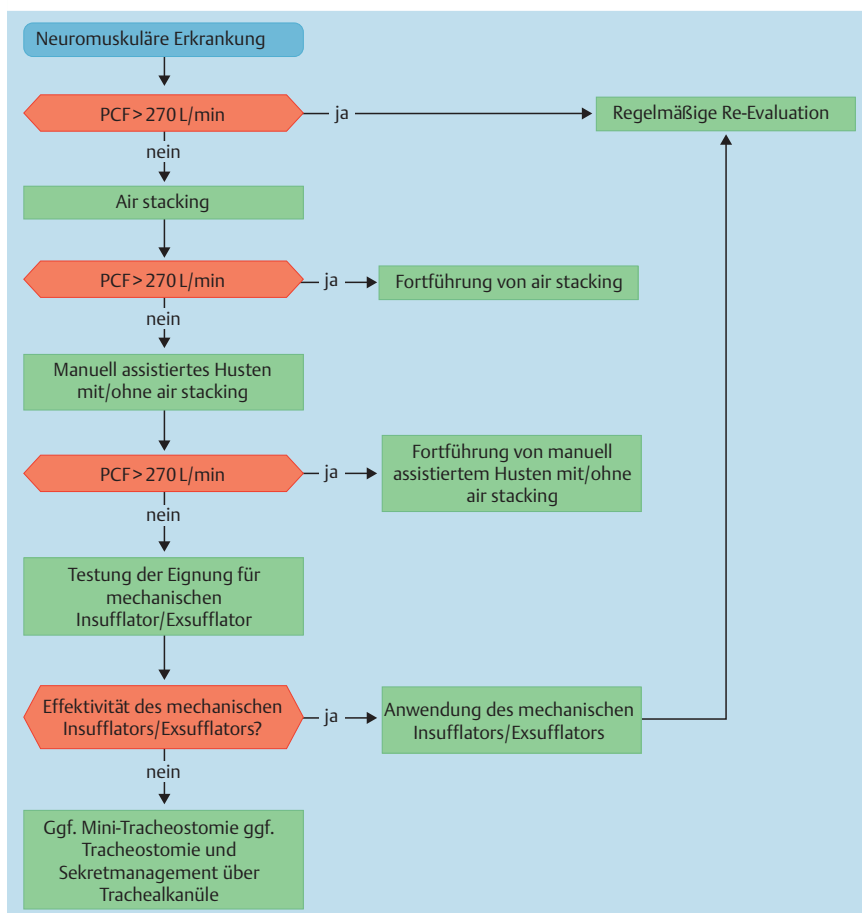 Neuromuskuläre Erkrankung
PCF > 270 L/min
ja
Regelmäßige Re-Evaluation
nein
Air stacking
PCF > 270 L/min
ja
Fortführung von air stacking
nein
Manuell assistiertes Husten
mit/ohne air stacking
PCF > 270 L/min
ja
Fortführung von manuell
assistiertem Husten mit/ohne
air stacking
nein
Testung der Eignung für
mechanischen
Insufflator/Exsufflator
Effektivität des mechanischen
Insufflators/Exsufflators?
ja
Anwendung des mechanischen
Insufflators/Exsufflators
nein
Ggf. Mini-Tracheostomie ggf.
Tracheostomie und
Sekretmanagement über
Trachealkanüle